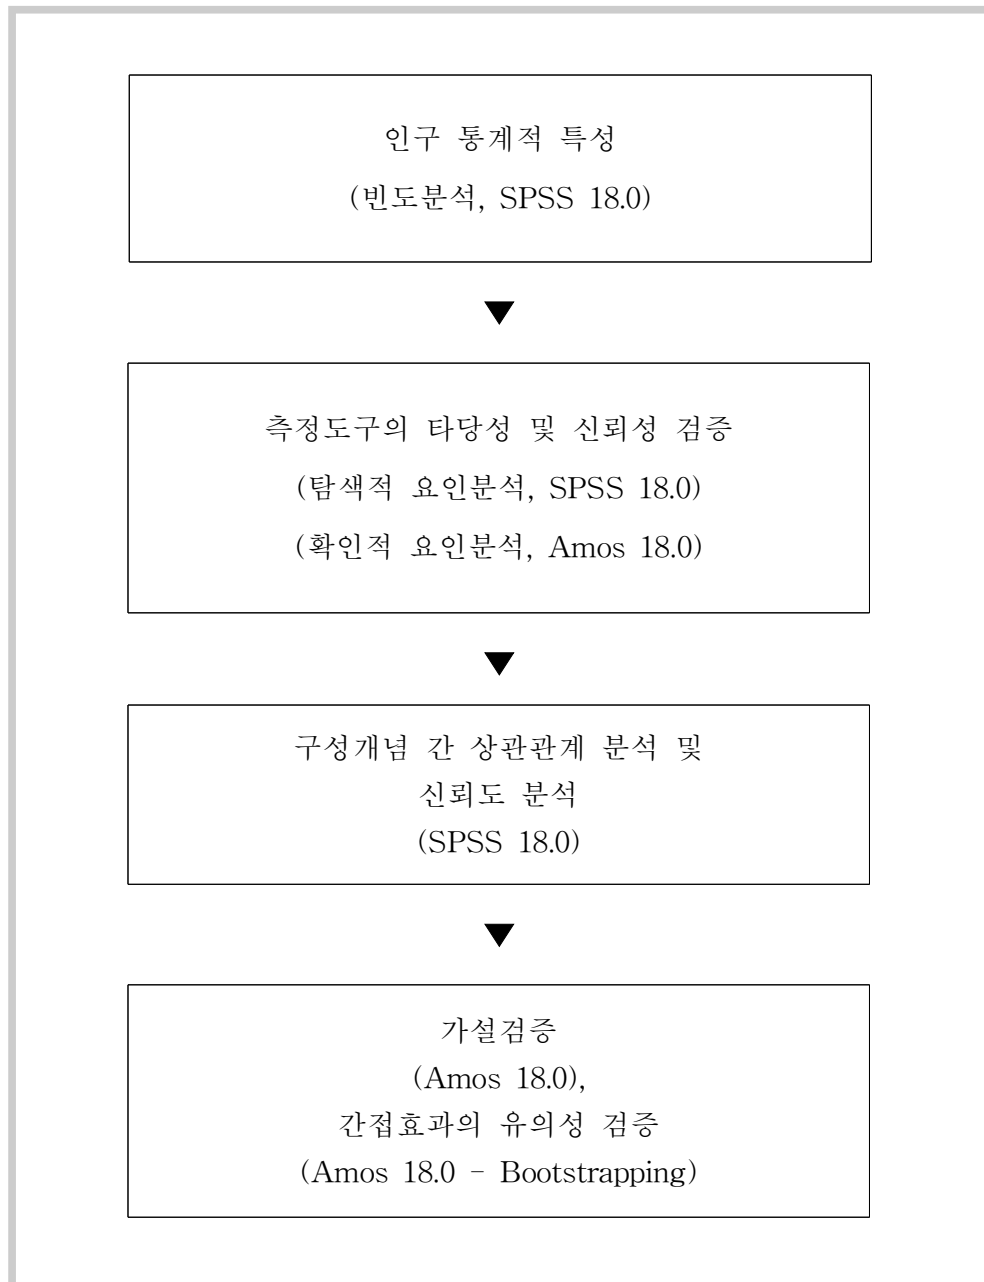 인구 통계적 특성
(빈도분석, SPSS 18.0)
측정도구의 타당성 및 신뢰성 검증
(탐색적 요인분석, SPSS 18.0)
(확인적 요인분석, Amos 18.0)
구성개념 간 상관관계 분석 및
신뢰도 분석
(SPSS 18.0)
가설검증
(Amos 18.0),
간접효과의 유의성 검증
(Amos 18.0 - Bootstrapping)